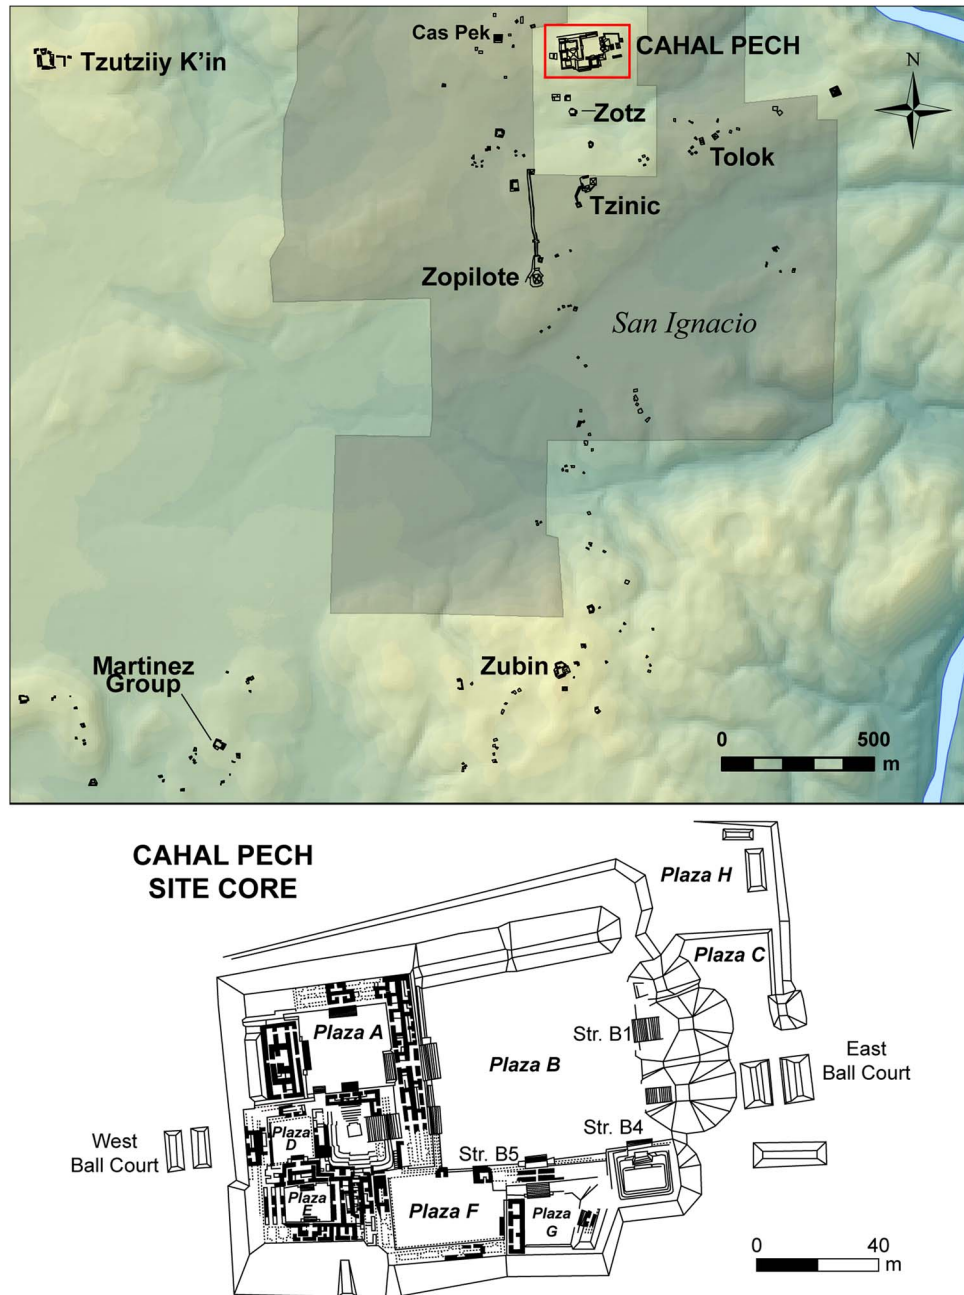 Cas Pek
CAHAL PECH
Tzutziiy K'in
N
Zotz
Tolok
Tzinic
Zopilote
San Ignacio
Martinez
Group
Zubin
0 500
m
CAHAL PECH
SITE CORE
Plaza H
Plaza C
Plaza A
Str. B1
Plaza B
East
Ball Court
Plaza
D
West
Ball Court
Str. B4
Str. B5
Plaza
E
Plaza F
Plaza
G
0 40
m